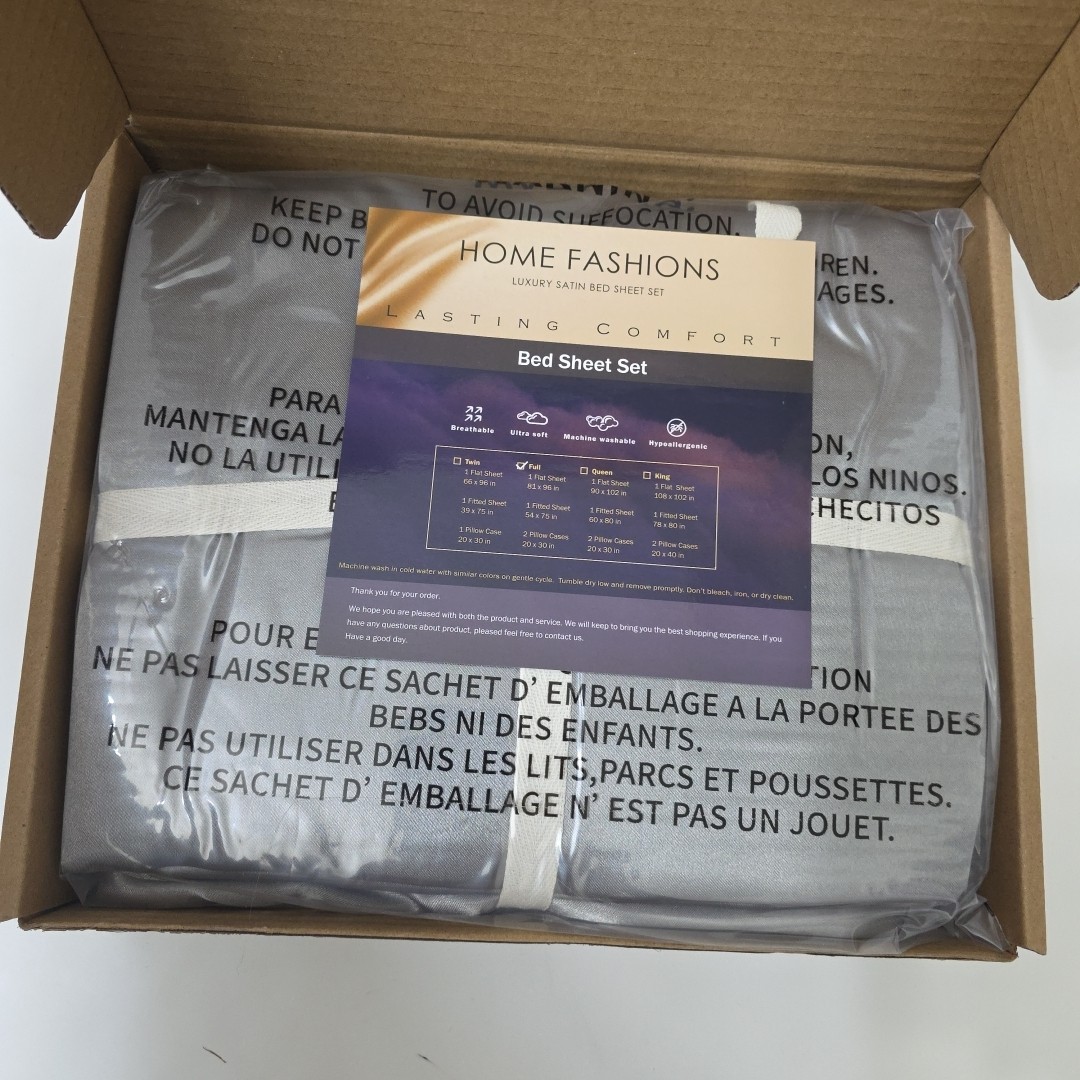 TO AVOID SUFFOCATION,
KEEP B
DO NOT
REN.
AGES.
HOME FASHIONS
LUXURY SATIN BED SHEET SET
LASTING COMFORT
Bed Sheet Set
Breathable
Ultra soft
Machine washable
Hypoallergenic
Twin
1 Flat Sheet
66 x 96 in
1 Fitted Sheet
39 x 75 in
1 Pillow Case
20 x 30 in
Full
1 Flat Sheet
81 x 96 in
1 Fitted Sheet
54 x 75 in
2 Pillow Cases
20 x 30 in
Queen
1 Flat Sheet
90 x 102 in
1 Fitted Sheet
60 x 80 in
2 Pillow Cases
20 x 30 in
King
1 Flat Sheet
108 x 102 in
1 Fitted Sheet
78 x 80 in
2 Pillow Cases
20 x 40 in
Machine wash in cold water with similar colors on gentle cycle. Tumble dry low and remove promptly. Don't bleach, iron, or dry clean.
Thank you for your order.
We hope you are pleased with both the product and service. We will keep to bring you the best shopping experience. If you
have any questions about product, pleased feel free to contact us.
Have a good day.
PARA
ON,
MANTENGA LA
LOS NINOS.
NO LA UTILI
CHECITOS
POUR E
TION
NE PAS LAISSER CE SACHET D' EMBALLAGE A LA PORTEE DES
BEBS NI DES ENFANTS.
NE PAS UTILISER DANS LES LITS,PARCS ET POUSSETTES.
CE SACHET D' EMBALLAGE N' EST PAS UN JOUET.